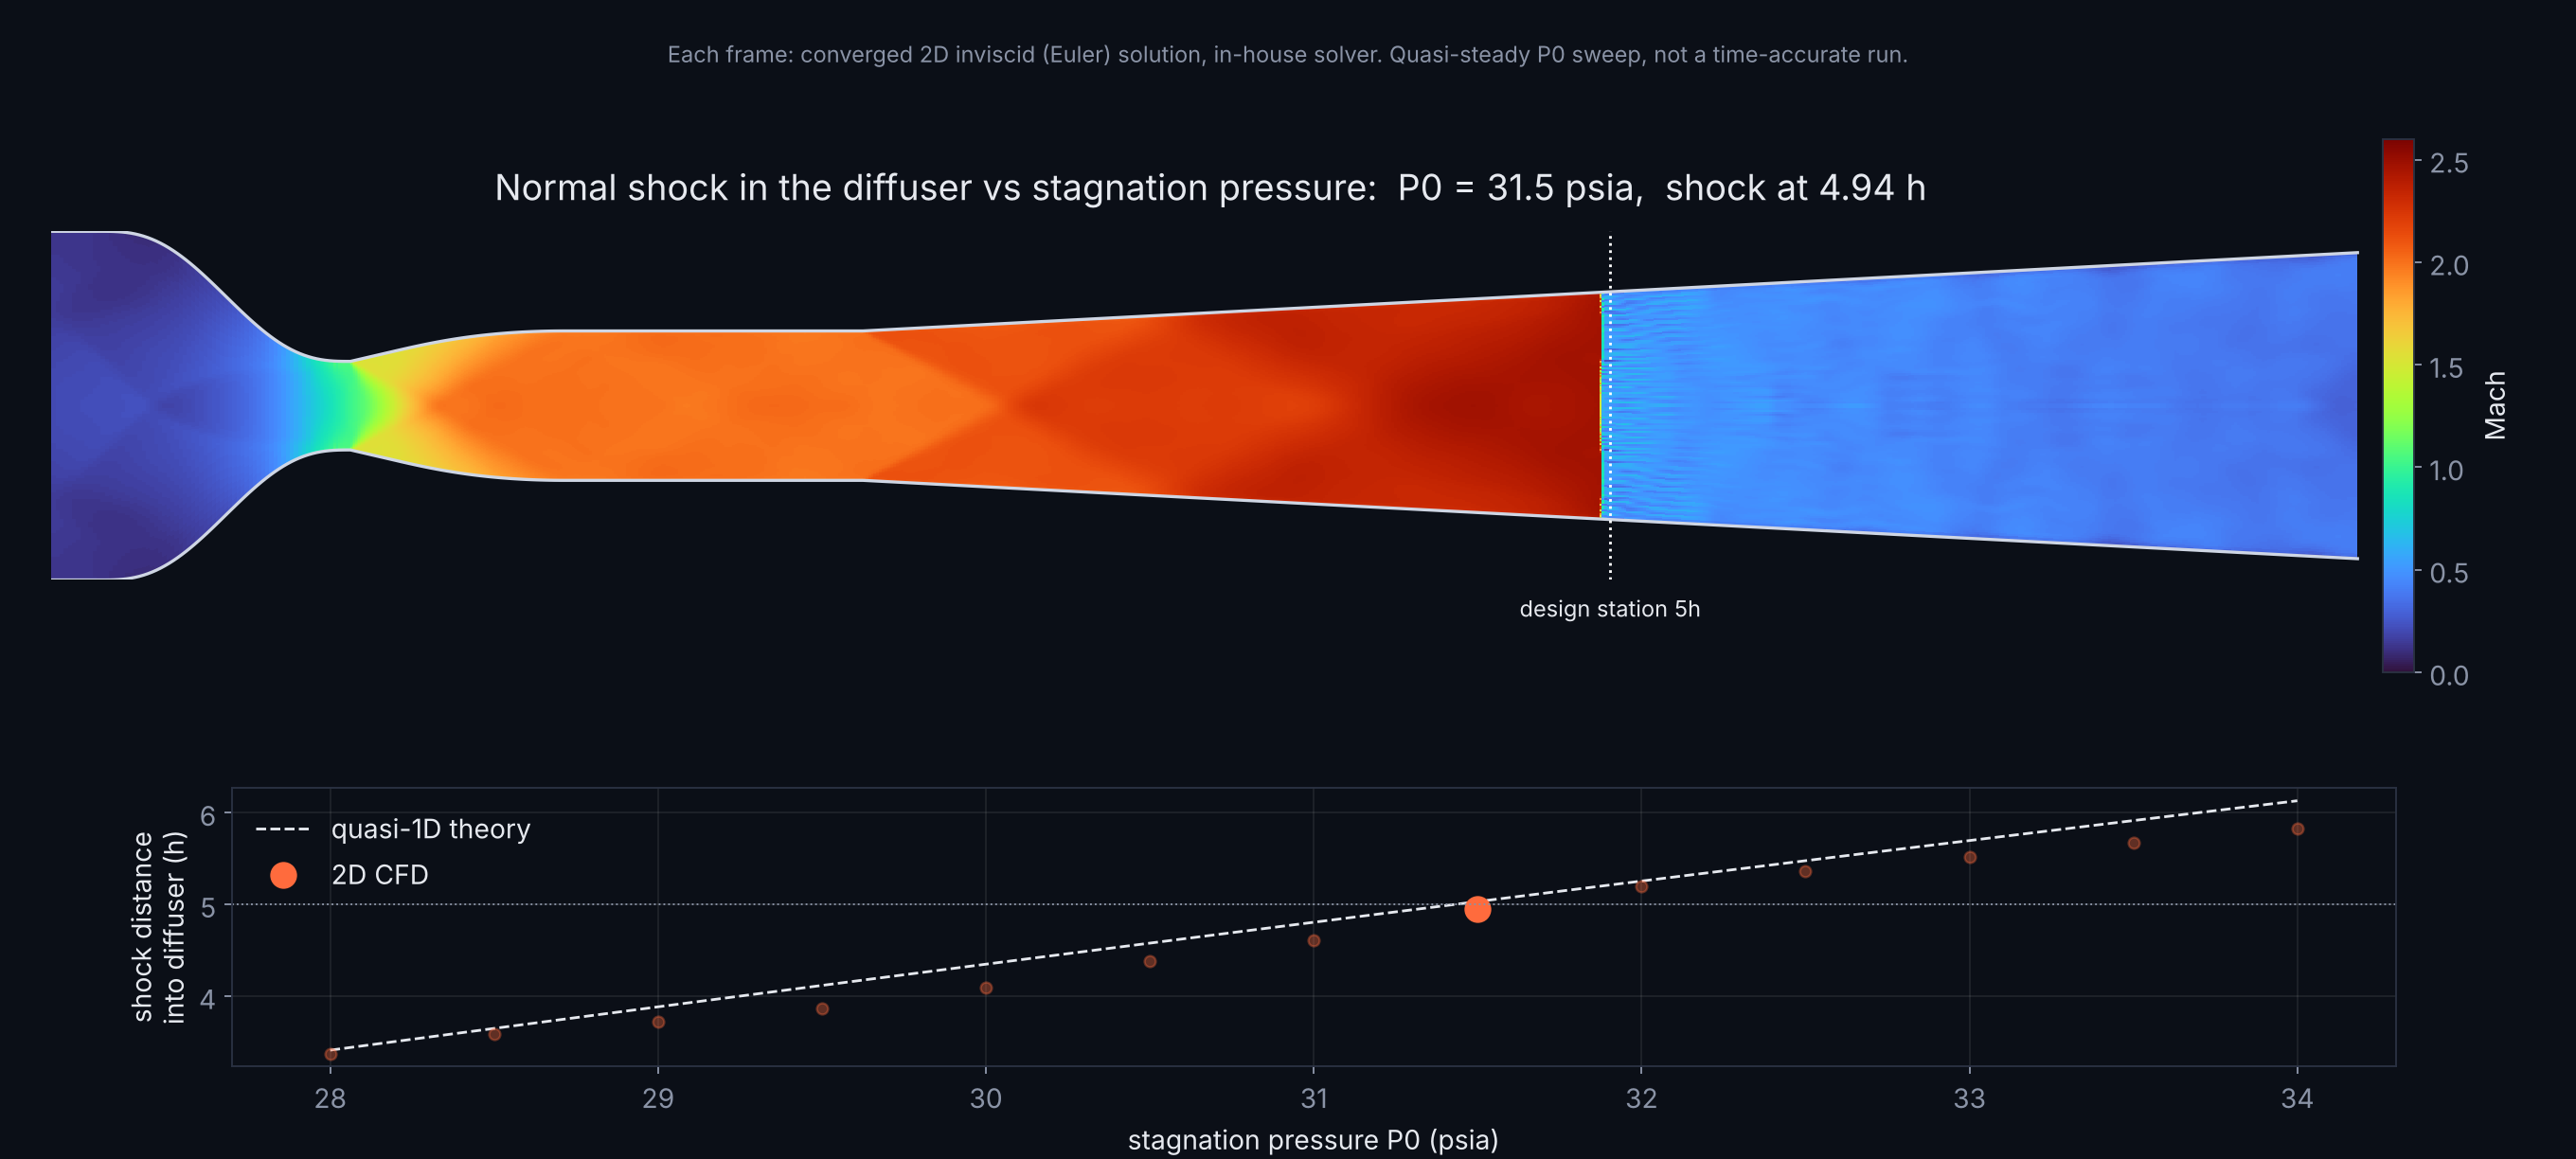 Each frame: converged 2D inviscid (Euler) solution, in-house solver. Quasi-steady P0 sweep, not a time-accurate run.
Normal shock in the diffuser vs stagnation pressure:  P0 = 31.5 psia,  shock at 4.94 h
2.5
2.0
1.5
1.0
0.5
0.0
Mach
design station 5h
quasi-1D theory
2D CFD
shock distance
into diffuser (h)
6
5
4
28 29 30 31 32 33 34
stagnation pressure P0 (psia)